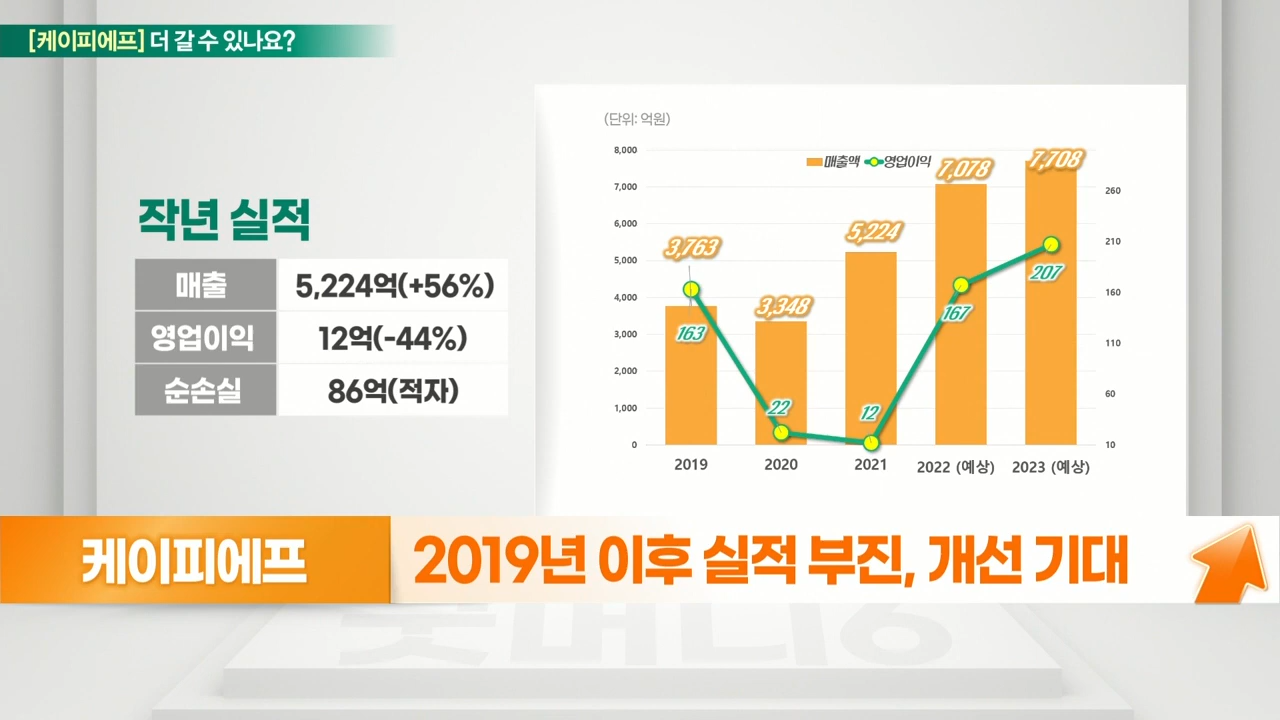 [케이피에프] 더 갈 수 있나요?
작년 실적
매출 5,224억(+56%)
영업이익 12억(-44%)
순손실 86억(적자)
(단위: 억원)
매출액 영업이익
8,000
7,000
6,000
5,000
4,000
3,000
2,000
1,000
0
260
210
160
110
60
10
3,763
3,348
5,224
7,078
7,708
163
22
12
167
207
2019 2020 2021 2022 (예상) 2023 (예상)
케이피에프
2019년 이후 실적 부진, 개선 기대
굿머니6